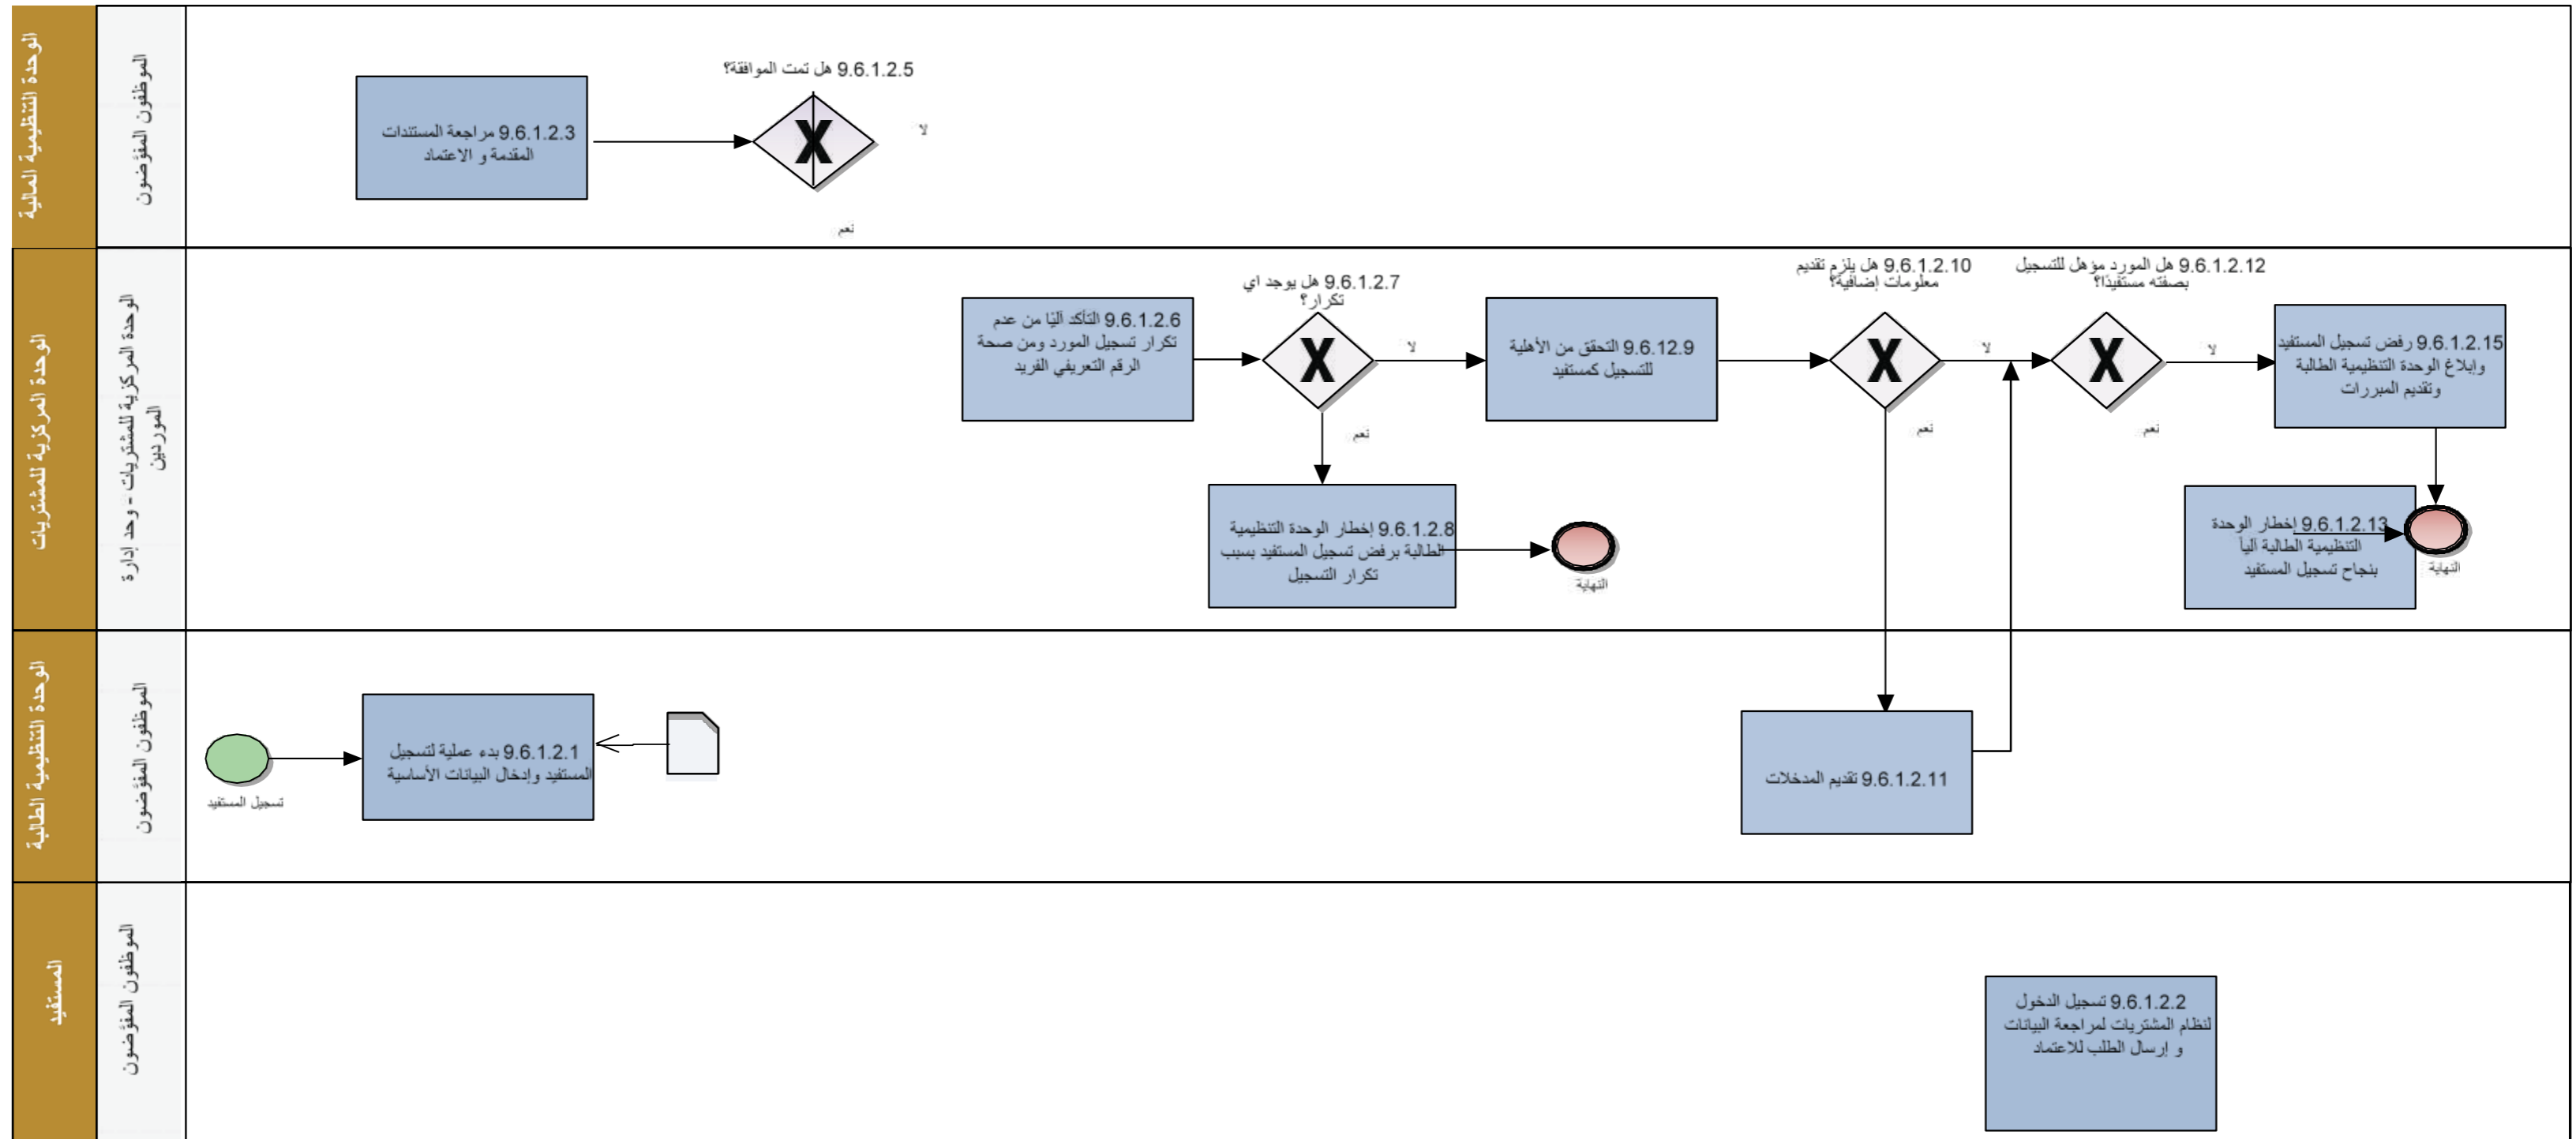 الوحدة التنظيمية المالية
الموظفون المفوَّضون
9.6.1.2.3 مراجعة المستندات
المقدمة و الاعتماد
9.6.1.2.5 هل تمت الموافقة؟
لا
نعم
الوحدة المركزية للمشتريات
الوحدة المركزية للمشتريات - وحد إدارة
الموردين
9.6.1.2.6 التأكد آليًا من عدم
تكرار تسجيل المورد ومن صحة
الرقم التعريفي الفريد
9.6.1.2.7 هل يوجد اي
تكرار؟
لا
نعم
9.6.1.2.8 إخطار الوحدة التنظيمية
الطالبة برفض تسجيل المستفيد بسبب
تكرار التسجيل
النهاية
9.6.12.9 التحقق من الأهلية
للتسجيل كمستفيد
9.6.1.2.10 هل يلزم تقديم
معلومات إضافية؟
لا
نعم
9.6.1.2.12 هل المورد مؤهل للتسجيل
بصفته مستفيدًا؟
لا
نعم
9.6.1.2.15 رفض تسجيل المستفيد
وإبلاغ الوحدة التنظيمية الطالبة
وتقديم المبررات
9.6.1.2.13 إخطار الوحدة
التنظيمية الطالبة آلياً
بنجاح تسجيل المستفيد
النهاية
الوحدة التنظيمية الطالبة
الموظفون المفوَّضون
تسجيل المستفيد
9.6.1.2.1 بدء عملية لتسجيل
المستفيد وإدخال البيانات الأساسية
9.6.1.2.11 تقديم المدخلات
المستفيد
الموظفون المفوَّضون
9.6.1.2.2 تسجيل الدخول
لنظام المشتريات لمراجعة البيانات
و إرسال الطلب للاعتماد